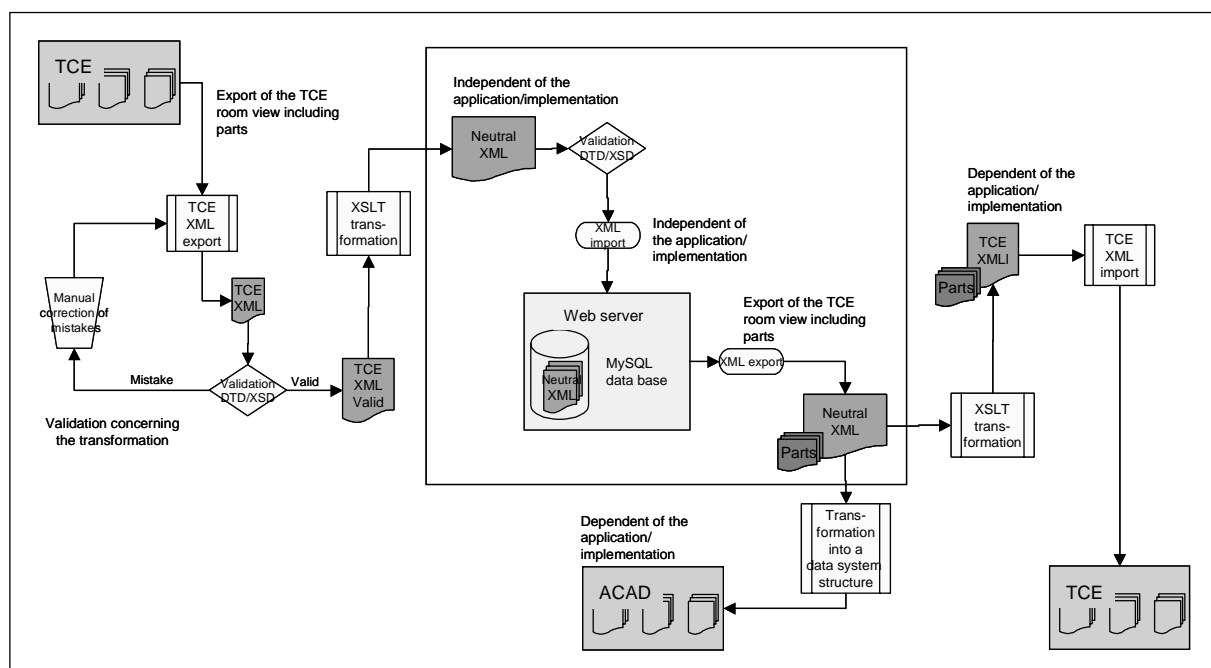 TCE
Export of the TCE
room view including
parts
TCE
XML
export
Manual
correction of
mistakes
TCE
XML
Mistake
Validation
DTD/XSD
Valid
TCE
XML
Valid
Validation concerning
the transformation
XSLT
trans-
formation
Independent of the
application/implementation
Neutral
XML
Validation
DTD/XSD
XML
import
Independent of
the application/
implementation
Web server
MySQL
data base
Neutral
XML
Export of the TCE
room view including
parts
XML export
Neutral
XML
Parts
XSLT
trans-
formation
Dependent of the
application/
implementation
TCE
XMLI
Parts
TCE
XML
import
TCE
Trans-
formation
into a
data system
structure
Dependent of the
application/
implementation
ACAD